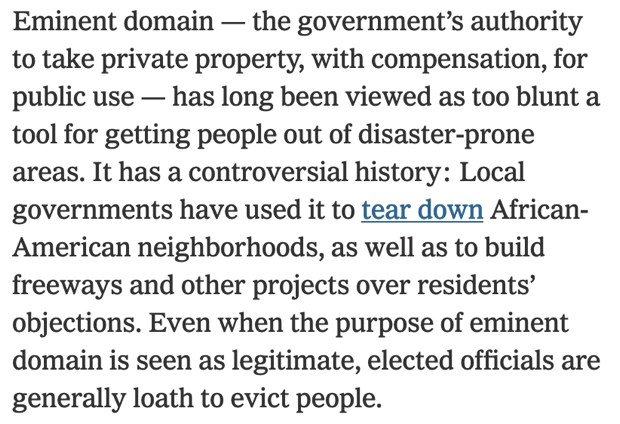 Eminent domain — the government’s authority
to take private property, with compensation, for
public use — has long been viewed as too blunt a
tool for getting people out of disaster-prone
areas. It has a controversial history: Local
governments have used it to tear down African-
American neighborhoods, as well as to build
freeways and other projects over residents’
objections. Even when the purpose of eminent
domain is seen as legitimate, elected officials are
generally loath to evict people.